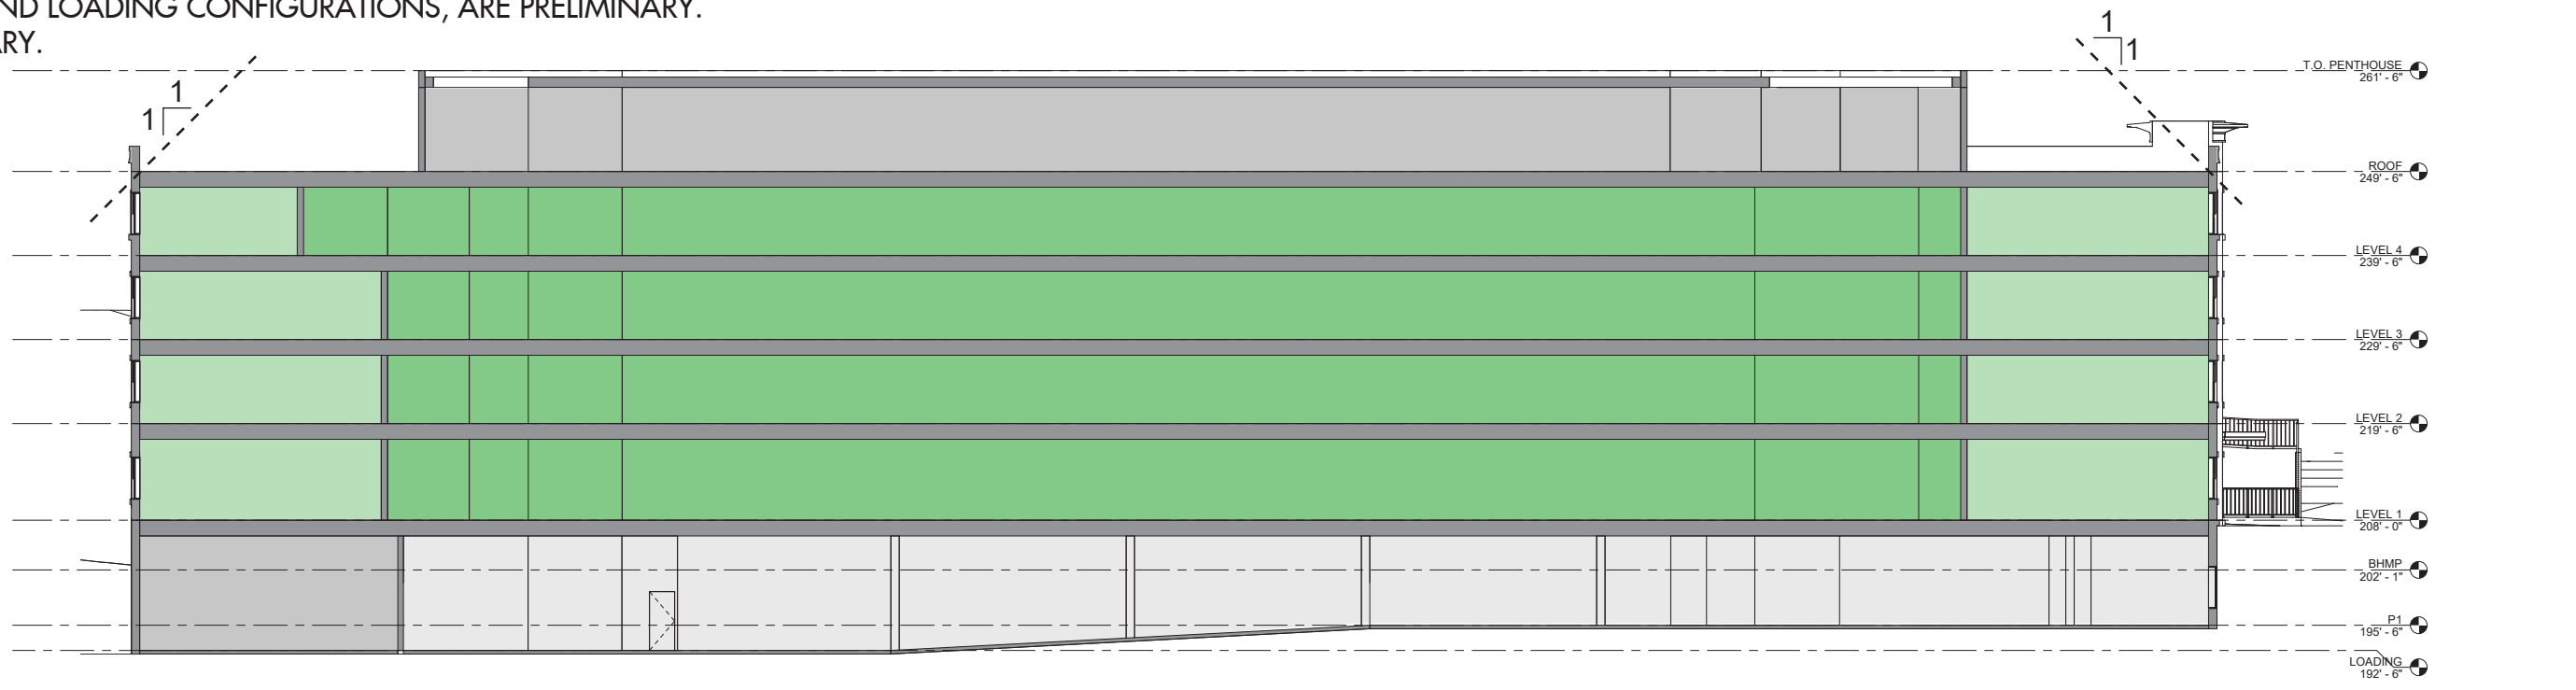 ND LOADING CONFIGURATIONS, ARE PRELIMINARY.
ARY.
1
1
1
1
T.O. PENTHOUSE
261' - 6"
ROOF
249' - 6"
LEVEL 4
239' - 6"
LEVEL 3
229' - 6"
LEVEL 2
219' - 6"
LEVEL 1
208' - 0"
BHMP
202' - 1"
P1
195' - 6"
LOADING
192' - 6"